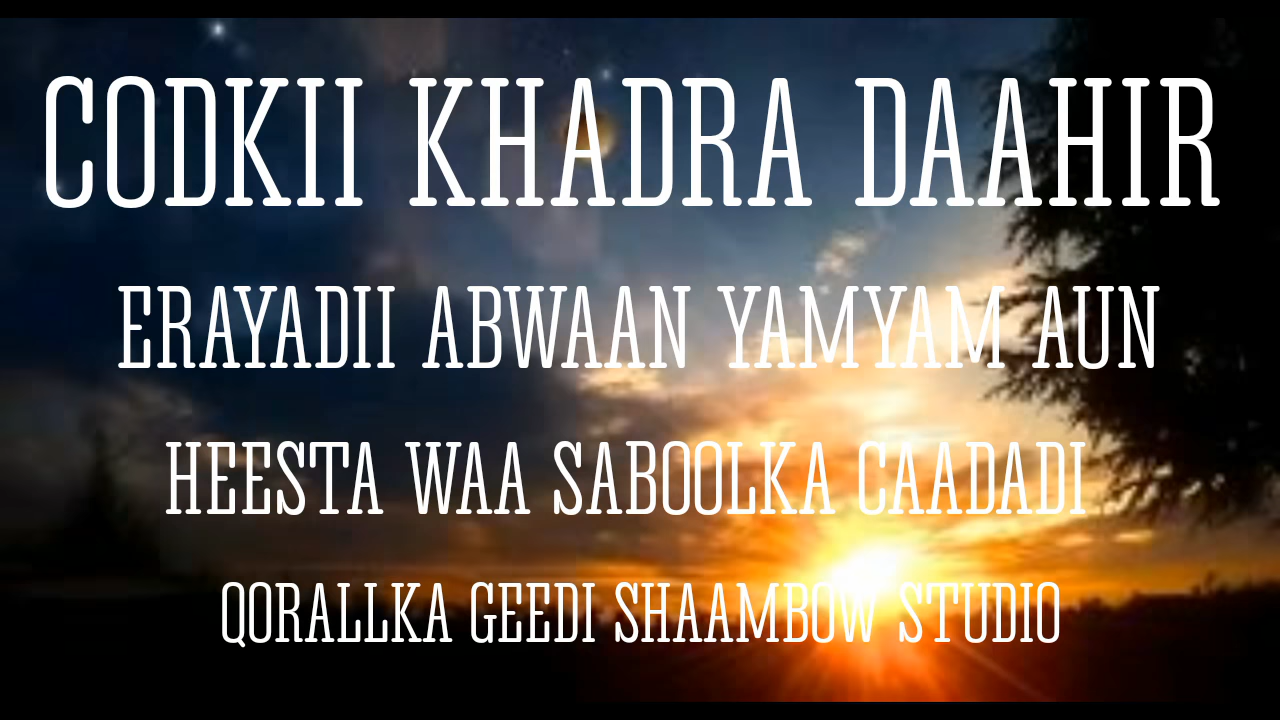 CODKII KHADRA DAAHIR
ERAYADII ABWAAN YAMYAM AUN
HEESTA WAA SABOOLKA CAADADI
QORALLKA GEEDI SHAAMBOW STUDIO